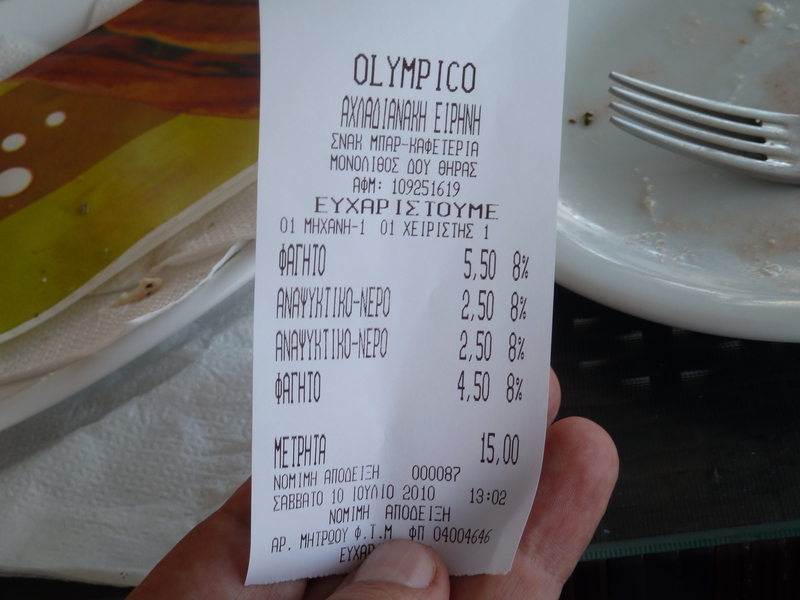 OLYMPICO
ΑΧΛΑΔΙΑΝΑΚΗ ΕΙΡΗΝΗ
ΣΝΑΚ ΜΠΑΡ-ΚΑΦΕΤΕΡΙΑ
ΜΟΝΟΛΙΘΟΣ ΔΟΥ ΘΗΡΑΣ
ΑΦΜ: 109251619
ΕΥΧΑΡΙΣΤΟΥΜΕ
01 ΜΗΧΑΝΗ-1 01 ΧΕΙΡΙΣΤΗΣ 1
ΦΑΓΗΤΟ 5,50 8%
ΑΝΑΨΥΚΤΙΚΟ-ΝΕΡΟ 2,50 8%
ΑΝΑΨΥΚΤΙΚΟ-ΝΕΡΟ 2,50 8%
ΦΑΓΗΤΟ 4,50 8%
ΜΕΤΡΗΤΑ 15,00
ΝΟΜΙΜΗ ΑΠΟΔΕΙΞΗ 000087
ΣΑΒΒΑΤΟ 10 ΙΟΥΛΙΟ 2010 13:02
ΝΟΜΙΜΗ ΑΠΟΔΕΙΞΗ
ΑΡ. ΜΗΤΡΩΟΥ Φ.Τ.Μ ΦΠ 04004646